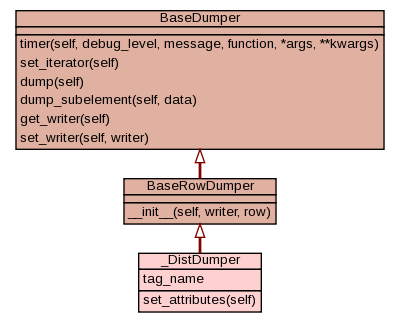 BaseDumper
timer(self, debug_level, message, function, *args, **kwargs)
set_iterator(self)
dump(self)
dump_subelement(self, data)
get_writer(self)
set_writer(self, writer)
BaseRowDumper
__init__(self, writer, row)
_DistDumper
tag_name
set_attributes(self)